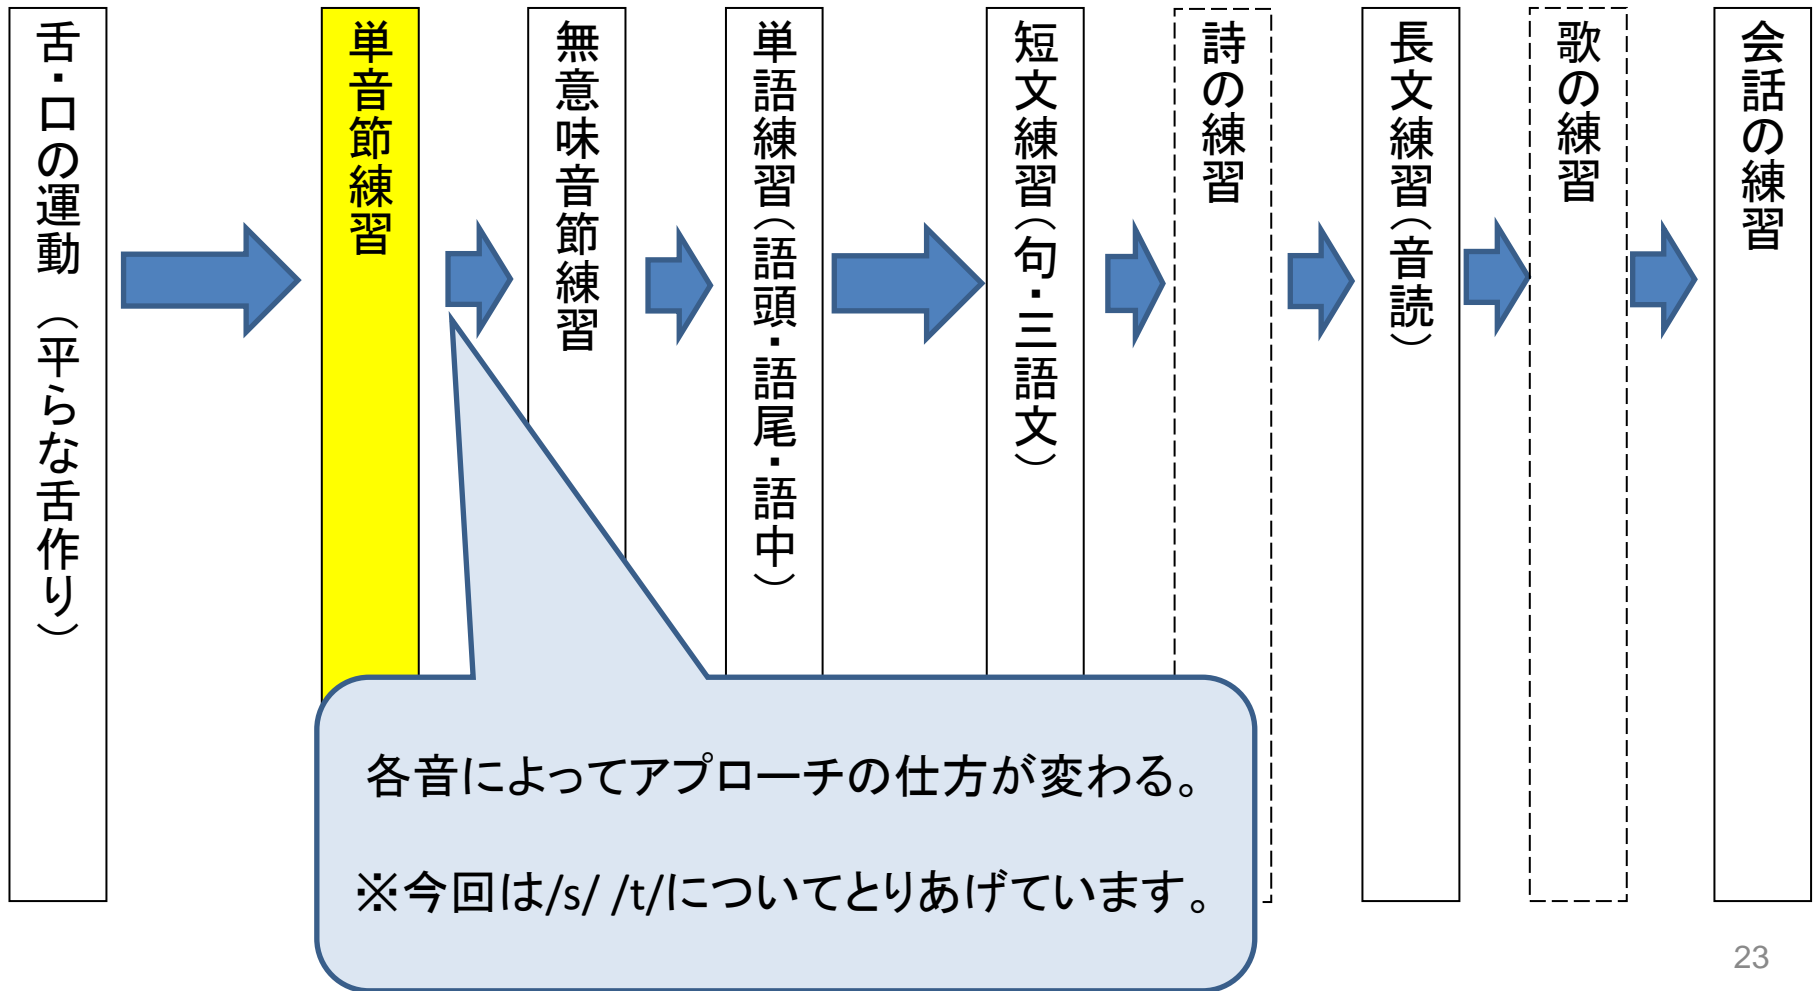 舌・口の運動　（平らな舌作り）
単音節練習
無意味音節練習
単語練習（語頭・語尾・語中）
短文練習（句・三語文）
詩の練習
長文練習（音読）
歌の練習
会話の練習
各音によってアプローチの仕方が変わる。
※今回は/s/ /t/についてとりあげています。
23